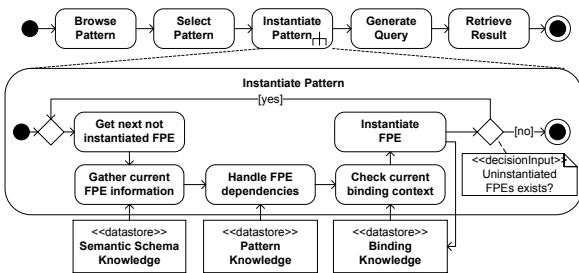 Browse
Pattern
Select
Pattern
Instantiate
Pattern
Generate
Query
Retrieve
Result
Instantiate Pattern
[yes]
Get next not
instantiated FPE
Instantiate
FPE
[no]
Gather current
FPE information
Handle FPE
dependencies
Check current
binding context
<<decisionInput>>
Uninstantiated
FPEs exists?
<<datastore>>
Semantic Schema
Knowledge
<<datastore>>
Pattern
Knowledge
<<datastore>>
Binding
Knowledge